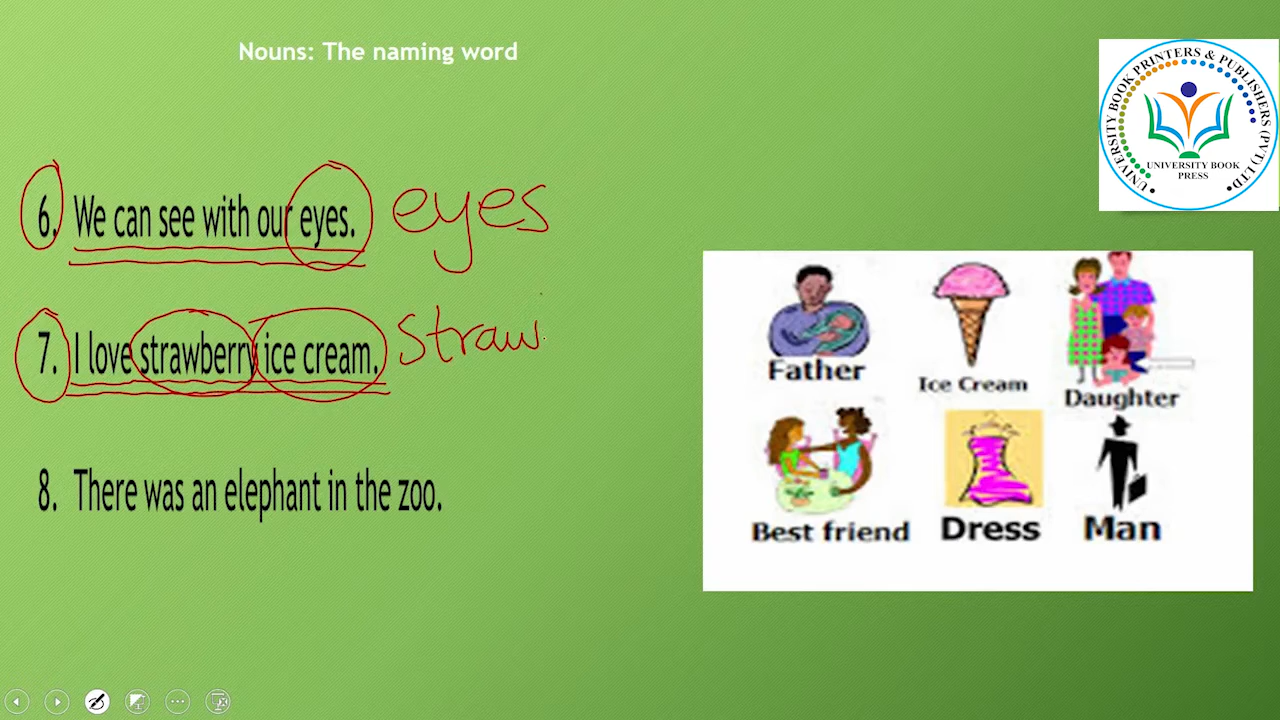 Nouns: The naming word
UNIVERSITY BOOK PRINTERS & PUBLISHERS (PVT) LTD.
UNIVERSITY BOOK
PRESS
6. We can see with our eyes. eyes
7. I love strawberry ice cream. straw
8. There was an elephant in the zoo.
Father
Ice Cream
Daughter
Best friend
Dress
Man